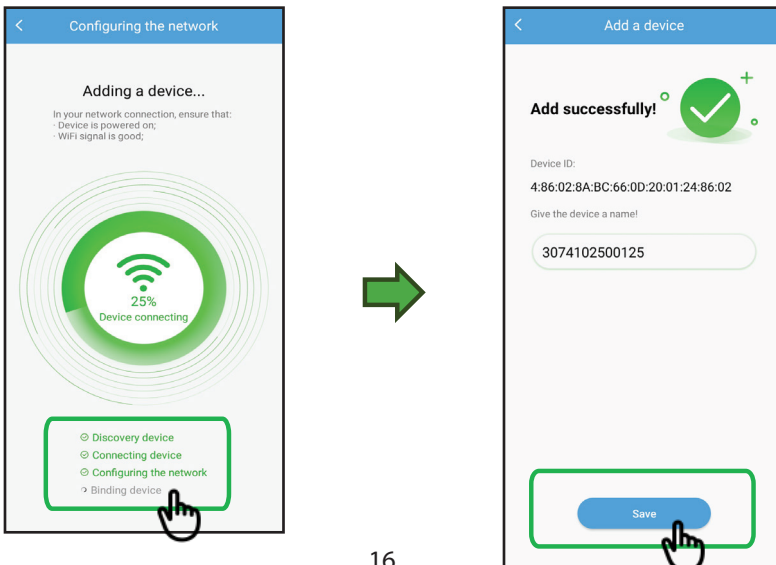 Configuring the network
Adding a device...
In your network connection, ensure that:
· Device is powered on;
· WiFi signal is good;
25%
Device connecting
Discovery device
Connecting device
Configuring the network
Binding device
Add a device
Add successfully!
Device ID:
4:86:02:8A:BC:66:0D:20:01:24:86:02
Give the device a name!
3074102500125
Save
16